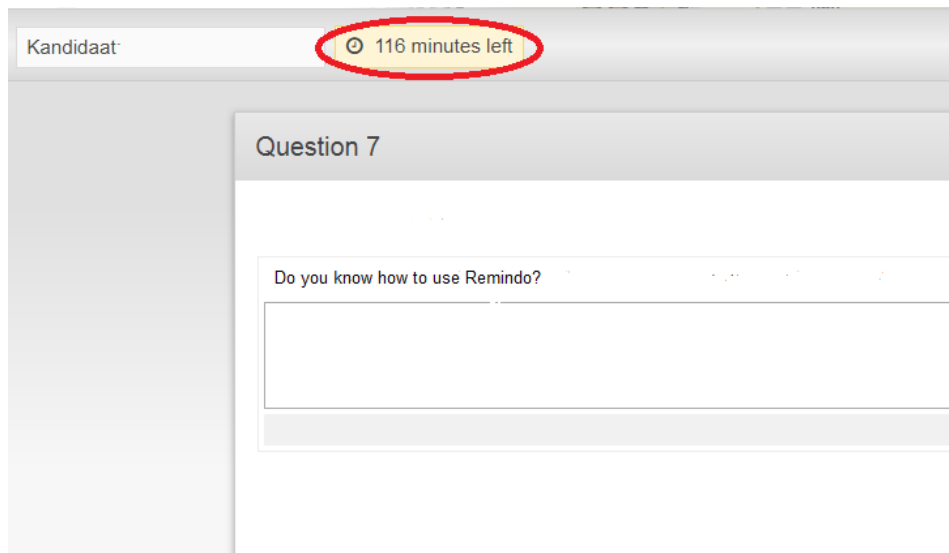 Kandidaat
116 minutes left
Question 7
Do you know how to use Remindo?